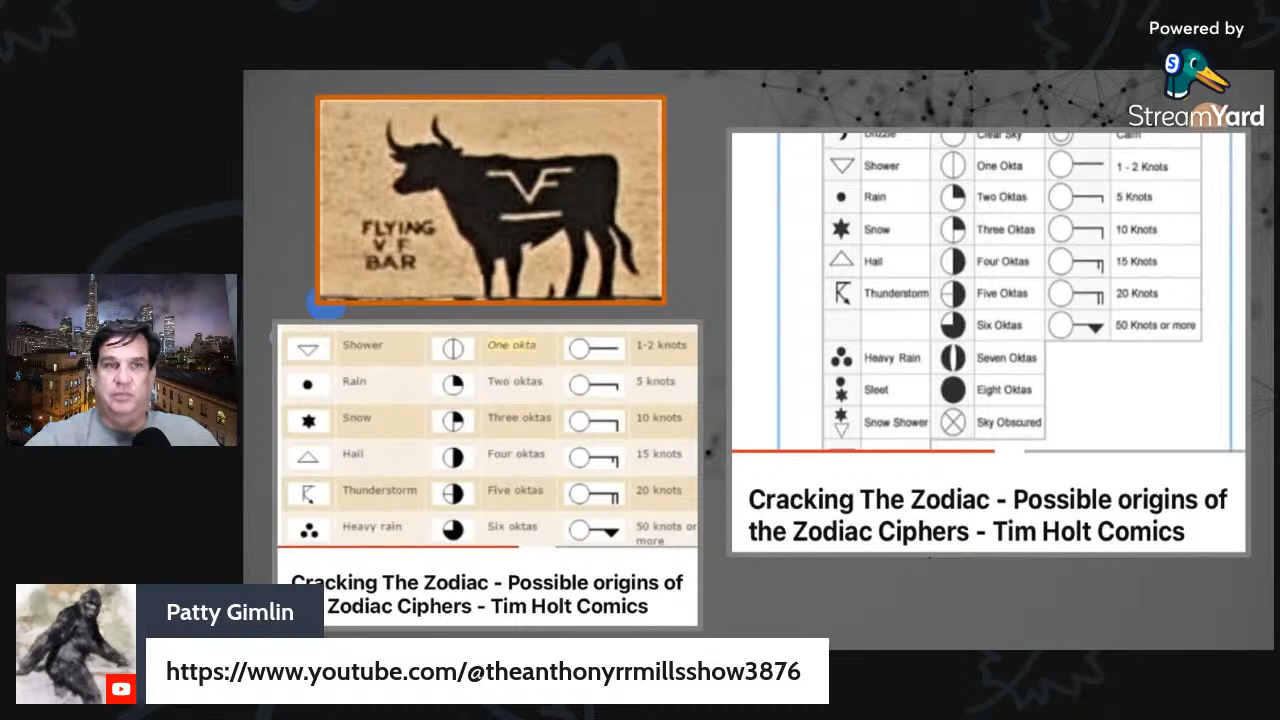 Powered by
StreamYard
FLYING
V F
BAR
VF
Shower One okta 1-2 knots
Rain Two oktas 5 knots
Snow Three oktas 10 knots
Hail Four oktas 15 knots
Thunderstorm Five oktas 20 knots
Heavy rain Six oktas 50 knots or
more
Cracking The Zodiac - Possible origins of
Zodiac Ciphers - Tim Holt Comics
Drizzle Clear Sky Calm
Shower One Okta 1 - 2 Knots
Rain Two Oktas 5 Knots
Snow Three Oktas 10 Knots
Hail Four Oktas 15 Knots
Thunderstorm Five Oktas 20 Knots
Six Oktas 50 Knots or more
Heavy Rain Seven Oktas
Sleet Eight Oktas
Snow Shower Sky Obscured
Cracking The Zodiac - Possible origins of
the Zodiac Ciphers - Tim Holt Comics
Patty Gimlin
https://www.youtube.com/@theanthonyrrmillsshow3876